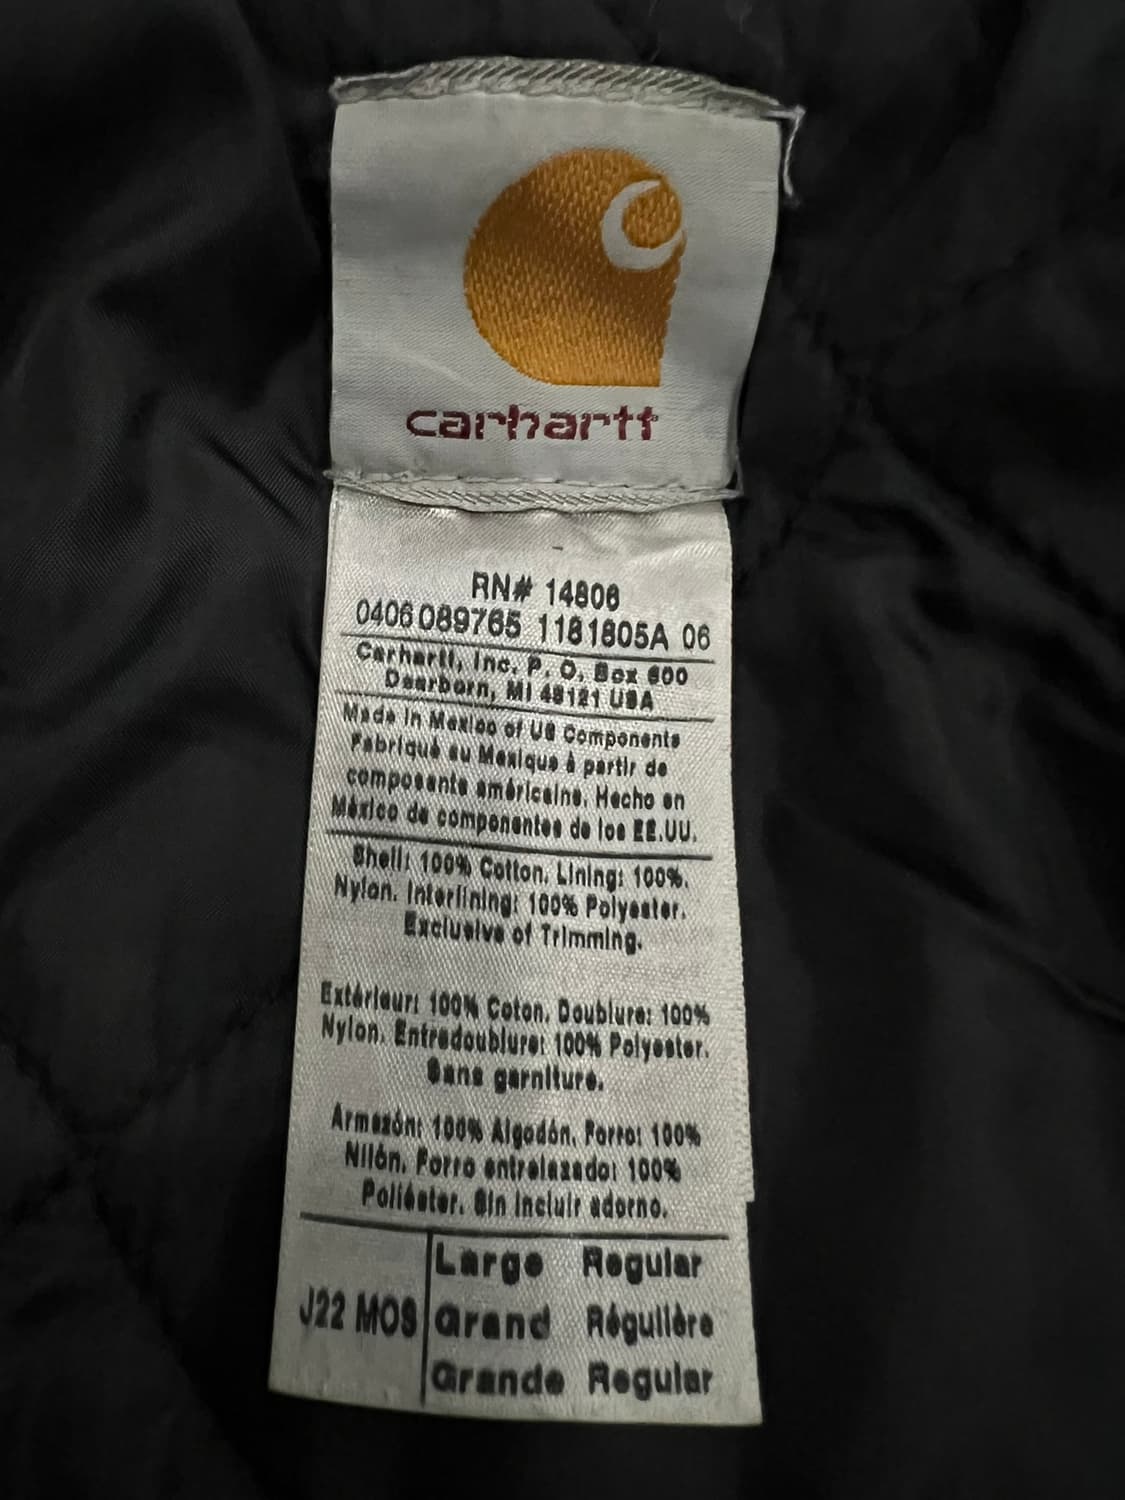 carhartt
RN# 14806
0406 089765 1181805A 06
Carhartt, Inc. P. O. Box 600
Dearborn, MI 48121 USA
Made in Mexico of US Components
Fabriqué au Mexique à partir de
composants américains. Hecho en
México de componentes de los EE.UU.
Shell: 100% Cotton. Lining: 100%.
Nylon. Interlining: 100% Polyester.
Exclusive of Trimming.
Extérieur: 100% Coton. Doublure: 100%
Nylon. Entredoublure: 100% Polyester.
Sans garniture.
Armazón: 100% Algodón. Forro: 100%
Nilón. Forro entrelazado: 100%
Poliéster. Sin incluir adorno.
J22 MOS
Large Regular
Grand Régulière
Grande Regular